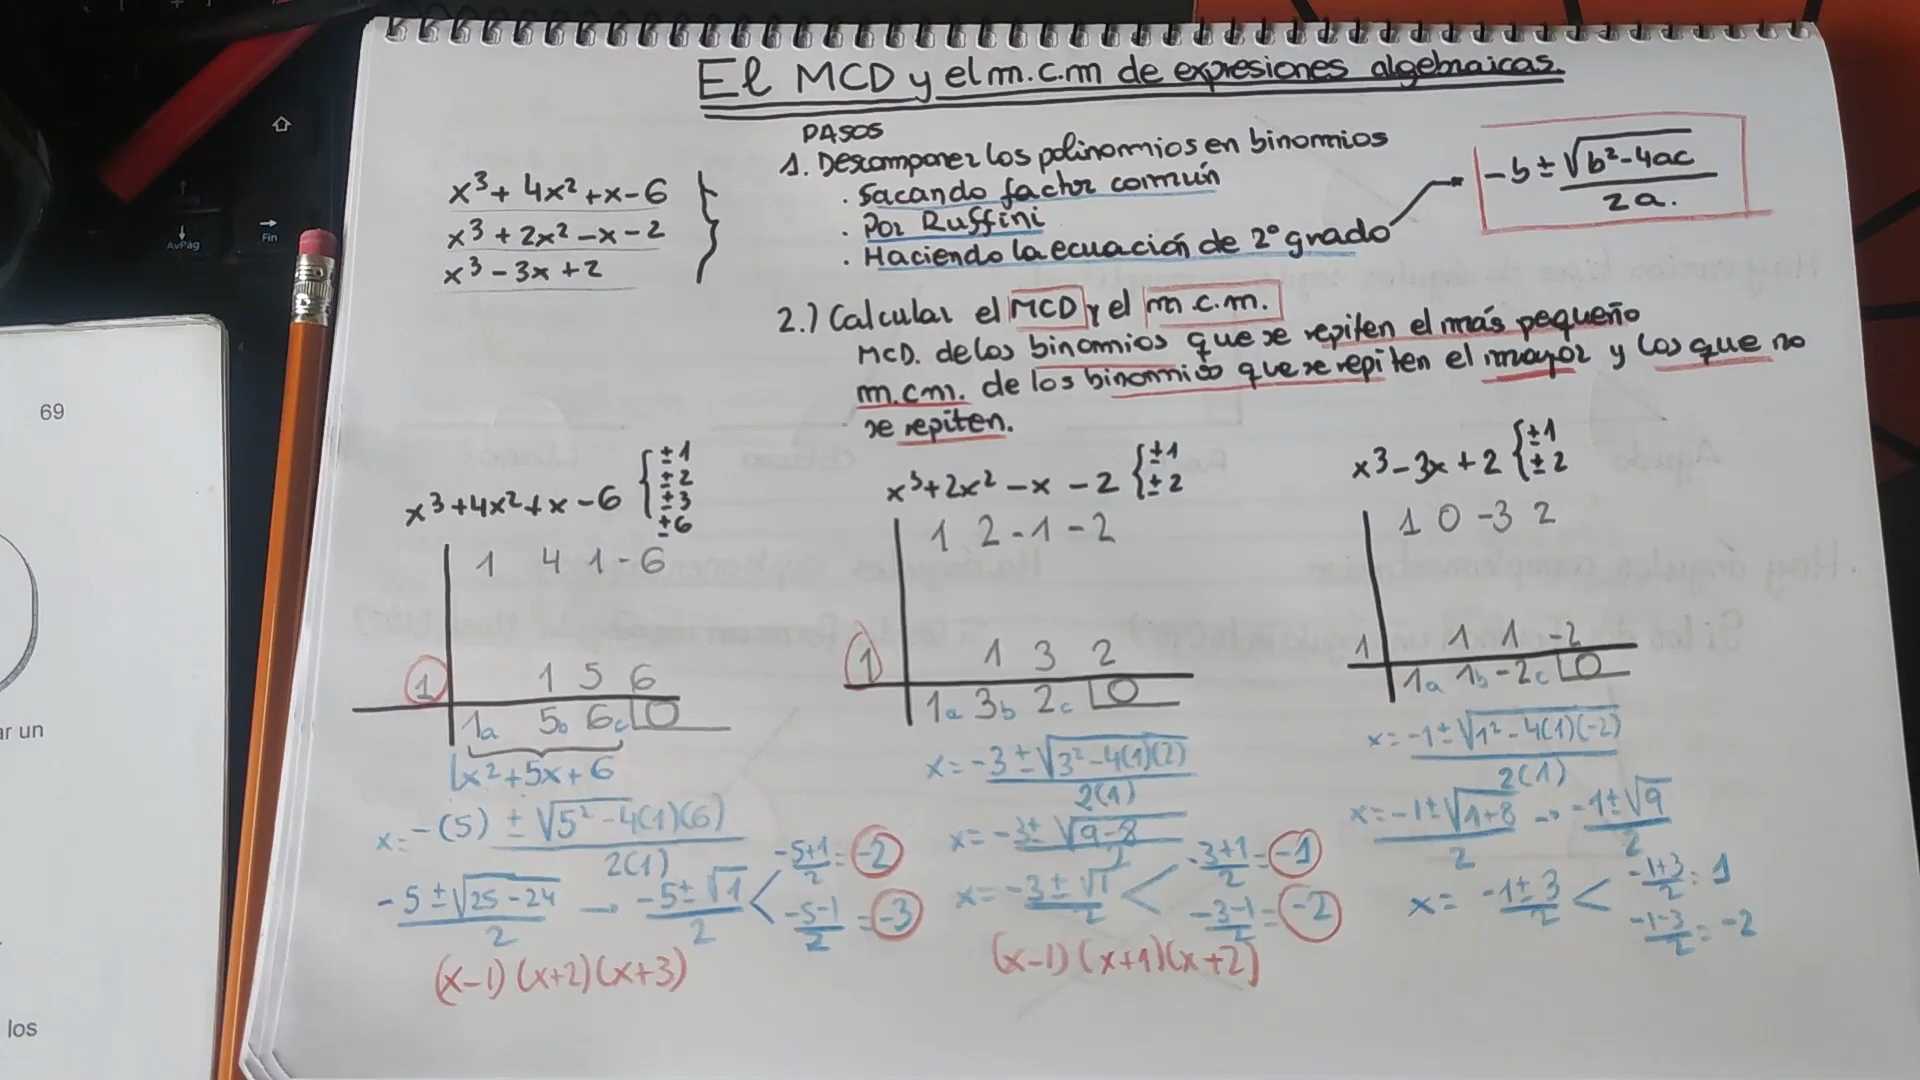 El MCD y el m.c.m de expresiones algebraicas.
PASOS
1. Descomponer los polinomios en binomios
. Sacando factor común
. Por Ruffini
. Haciendo la ecuación de 2º grado
-b ± √b²-4ac
2a.
x³ + 4x² + x - 6
x³ + 2x² - x - 2
x³ - 3x + 2
2.) Calcular el MCD y el m.c.m.
MCD. de los binomios que se repiten el más pequeño
m.cm. de los binomios que se repiten el mayor y los que no
se repiten.
x³+4x²+x-6 { ±1
±2
±3
±6
1 4 1 -6
1 1 5 6
1a 5b 6c 0
1x²+5x+6
x= -(5) ± √5²-4(1)(6)
2(1)
-5±√25-24 → -5±√1 < -5+1 = -2
2 2 2
-5-1 = -3
2
(x-1) (x+2) (x+3)
x³+2x²-x-2 { ±1
±2
1 2 -1 -2
1 1 3 2
1a 3b 2c 0
x= -3±√3²-4(1)(2)
2(1)
x= -3± √9-8
2
x= -3±√1 < -3+1 = -1
2 2
-3-1 = -2
2
(x-1) (x+1)(x+2)
x³-3x+2 { ±1
±2
1 0 -3 2
1 1 1 -2
1a 1b -2c 0
x= -1±√1²-4(1)(-2)
2(1)
x= -1±√1+8 → -1±√9
2 2
x= -1±3 < -1+3 = 1
2 2
-1-3 = -2
2
69
AvPág
Fin
ar un
los